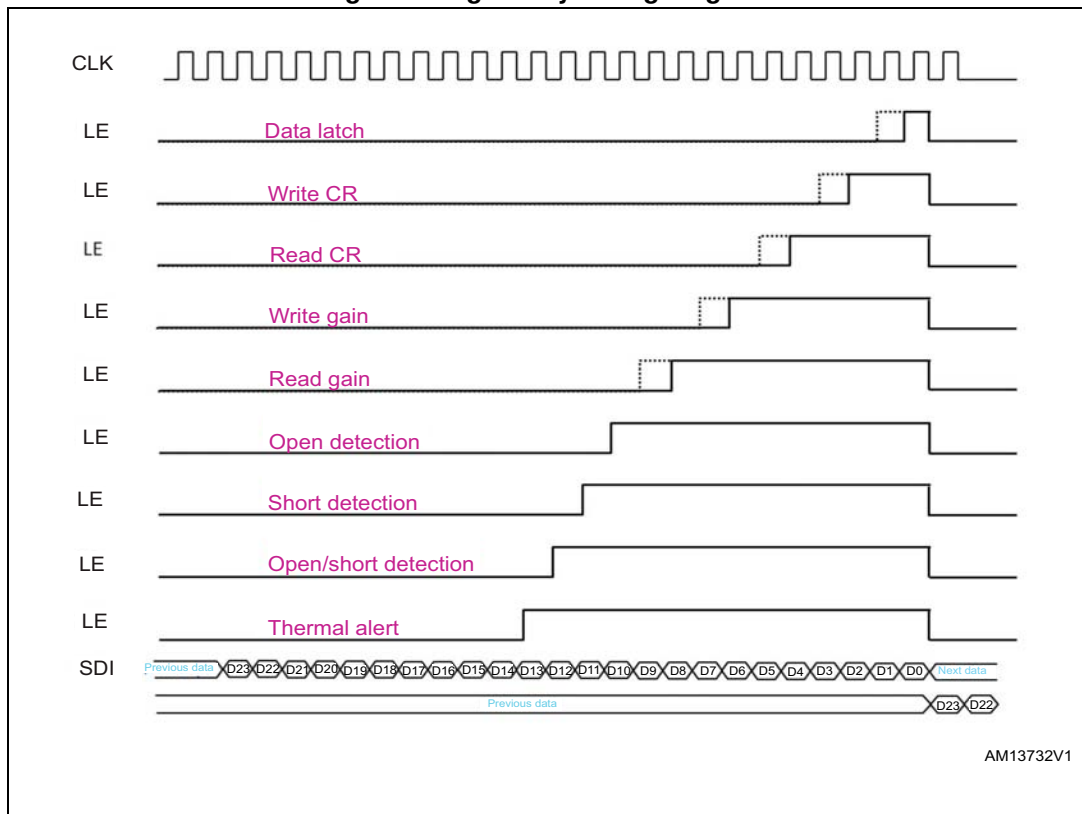 CLK
LE Data latch
LE Write CR
LE Read CR
LE Write gain
LE Read gain
LE Open detection
LE Short detection
LE Open/short detection
LE Thermal alert
SDI Previous data D23 D22 D21 D20 D19 D18 D17 D16 D15 D14 D13 D12 D11 D10 D9 D8 D7 D6 D5 D4 D3 D2 D1 D0 Next data
Previous data D23 D22
AM13732V1